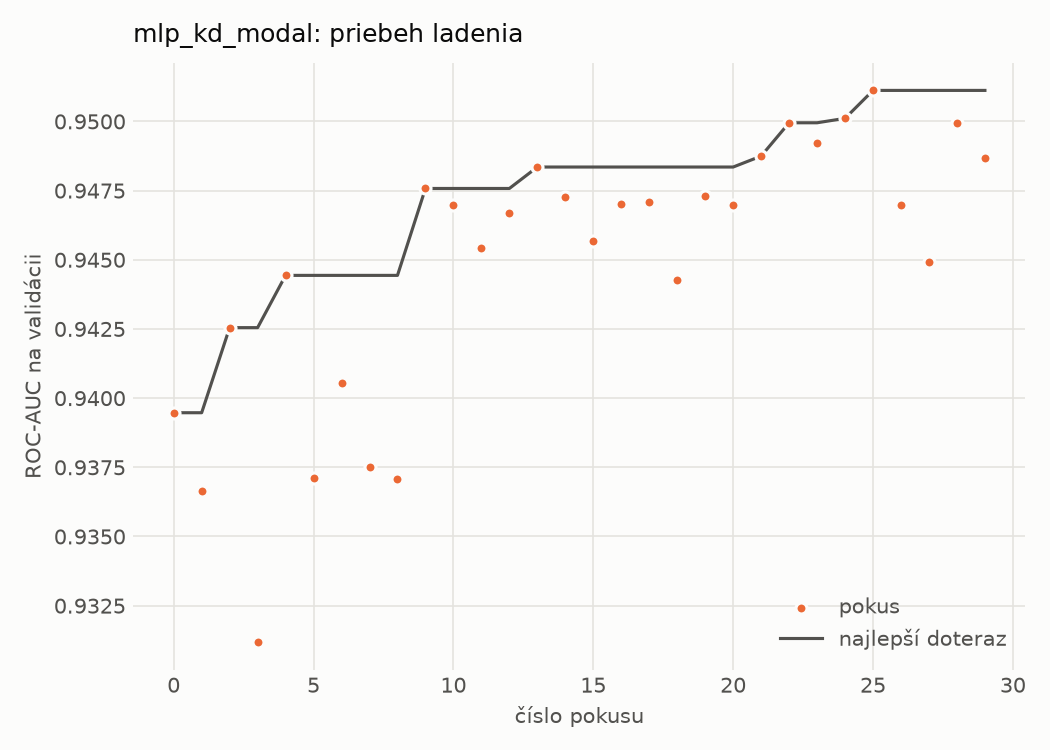 mlp_kd_modal: priebeh ladenia
ROC-AUC na validácii
0.9500
0.9475
0.9450
0.9425
0.9400
0.9375
0.9350
0.9325
pokus
najlepší doteraz
0 5 10 15 20 25 30
číslo pokusu